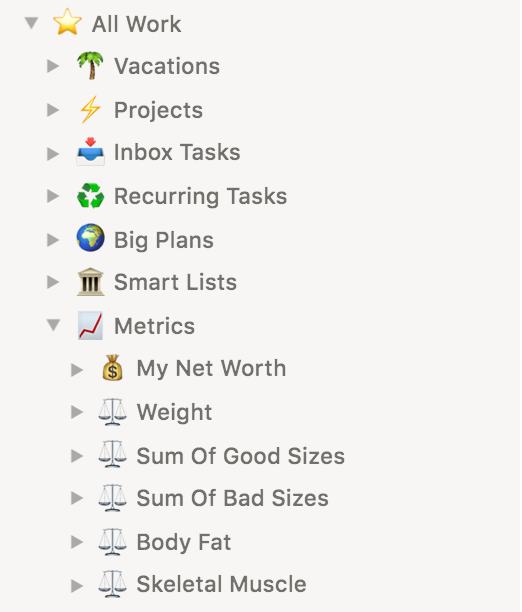 All Work
Vacations
Projects
Inbox Tasks
Recurring Tasks
Big Plans
Smart Lists
Metrics
My Net Worth
Weight
Sum Of Good Sizes
Sum Of Bad Sizes
Body Fat
Skeletal Muscle